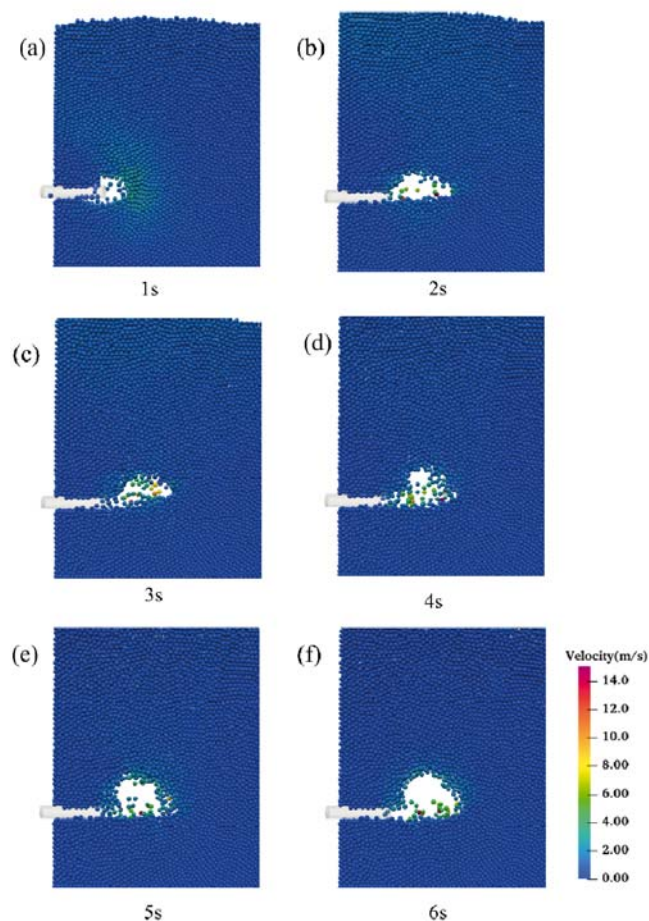 (a)
(b)
1s
2s
(c)
(d)
3s
4s
(e)
(f)
Velocity(m/s)
14.0
12.0
10.0
8.00
6.00
4.00
2.00
0.00
5s
6s